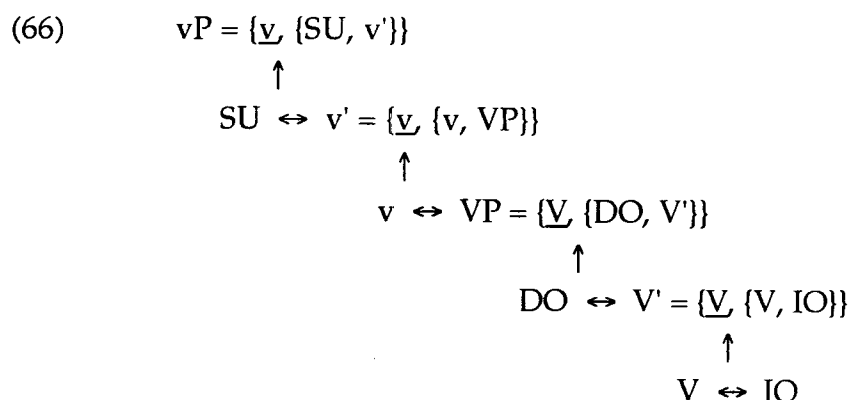 (66) vP = {v, {SU, v'}}
↑
SU ↔ v' = {v, {v, VP}}
↑
v ↔ VP = {V, {DO, V'}}
↑
DO ↔ V' = {V, {V, IO}}
↑
V ↔ IO